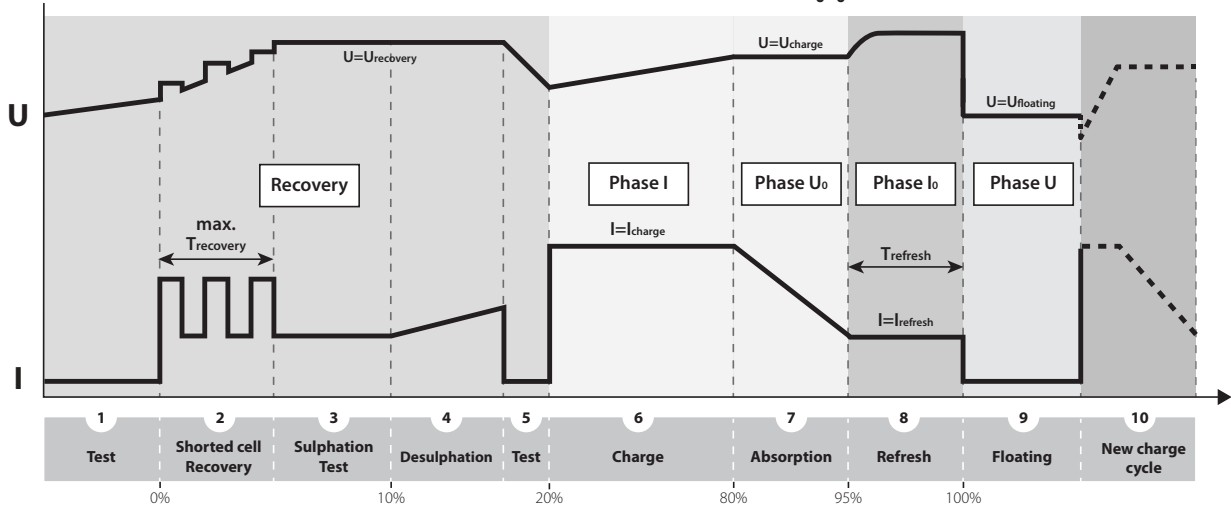 U=Urecovery
U=Ucharge
U=Ufloating
U
Recovery
Phase I
Phase U0
Phase I0
Phase U
max.
Trecovery
I=Icharge
Trefresh
I=Irefresh
I
1
2
3
4
5
6
7
8
9
10
Test
Shorted cell
Recovery
Sulphation
Test
Desulphation
Test
Charge
Absorption
Refresh
Floating
New charge
cycle
0%
10%
20%
80%
95%
100%